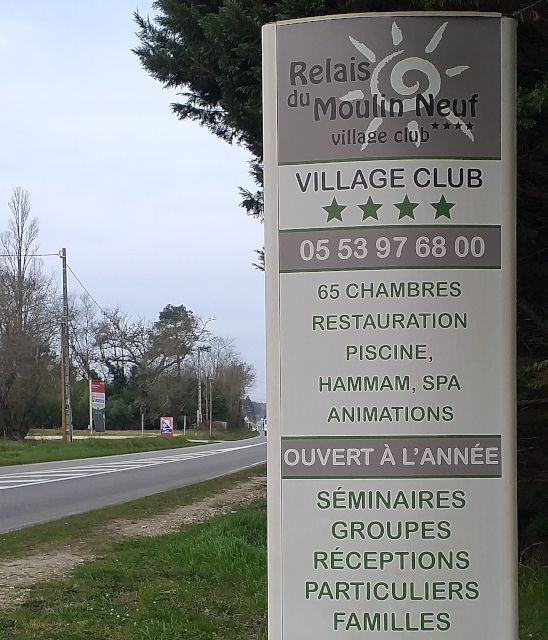 Relais
du Moulin Neuf
village club****
VILLAGE CLUB
05 53 97 68 00
65 CHAMBRES
RESTAURATION
PISCINE,
HAMMAM, SPA
ANIMATIONS
OUVERT À L'ANNÉE
SÉMINAIRES
GROUPES
RÉCEPTIONS
PARTICULIERS
FAMILLES